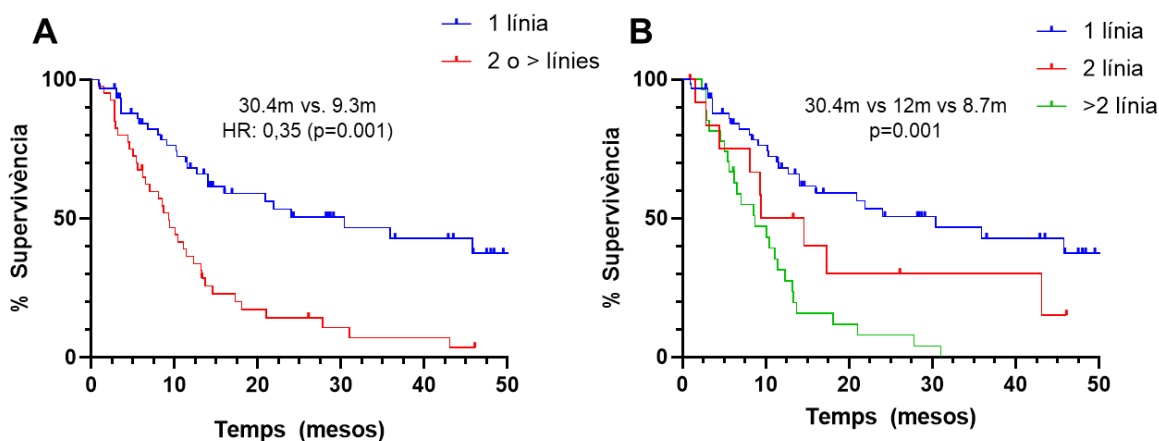 A
1 línia
2 o > línies
30.4m vs. 9.3m
HR: 0,35 (p=0.001)
% Supervivència
100
50
0
0 10 20 30 40 50
Temps (mesos)
B
1 línia
2 línia
>2 línia
30.4m vs 12m vs 8.7m
p=0.001
% Supervivència
100
50
0
0 10 20 30 40 50
Temps (mesos)